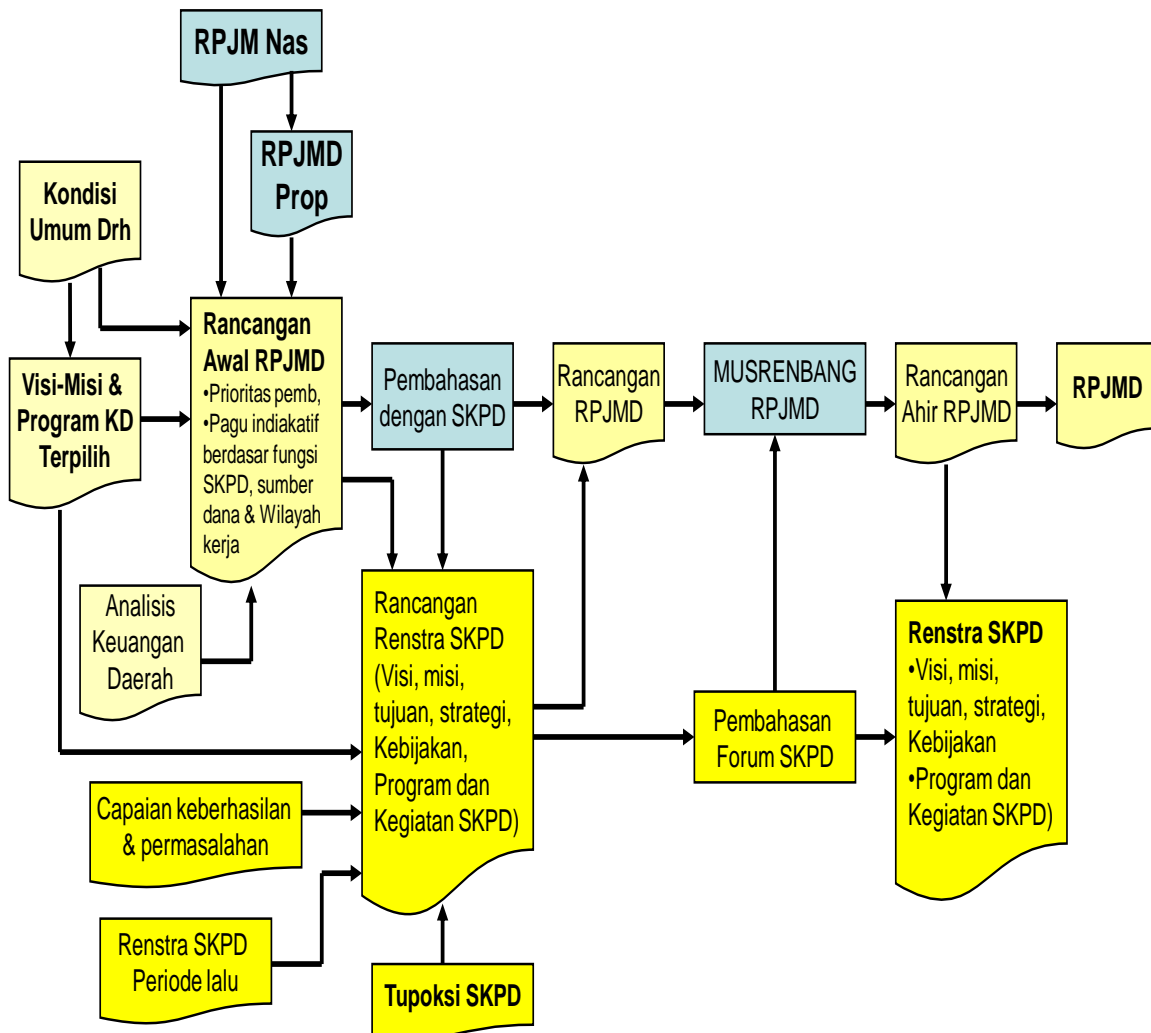 RPJM Nas
RPJMD
Prop
Kondisi
Umum Drh
Visi-Misi &
Program KD
Terpilih
Rancangan
Awal RPJMD
•Prioritas pemb,
•Pagu indiakatif
berdasar fungsi
SKPD, sumber
dana & Wilayah
kerja
Pembahasan
dengan SKPD
Rancangan
RPJMD
MUSRENBANG
RPJMD
Rancangan
Ahir RPJMD
RPJMD
Analisis
Keuangan
Daerah
Rancangan
Renstra SKPD
(Visi, misi,
tujuan, strategi,
Kebijakan,
Program dan
Kegiatan SKPD)
Pembahasan
Forum SKPD
Renstra SKPD
•Visi, misi,
tujuan, strategi,
Kebijakan
•Program dan
Kegiatan SKPD)
Capaian keberhasilan
& permasalahan
Renstra SKPD
Periode lalu
Tupoksi SKPD